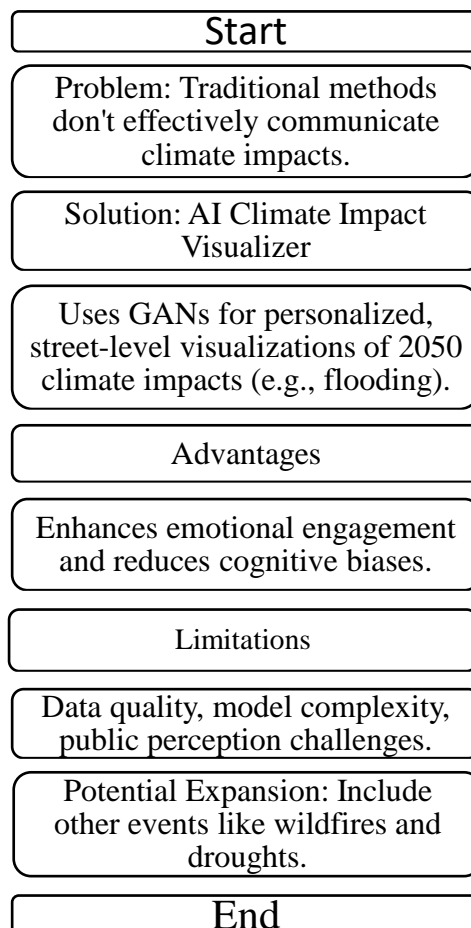 Start
Problem: Traditional methods
don't effectively communicate
climate impacts.
Solution: AI Climate Impact
Visualizer
Uses GANs for personalized,
street-level visualizations of 2050
climate impacts (e.g., flooding).
Advantages
Enhances emotional engagement
and reduces cognitive biases.
Limitations
Data quality, model complexity,
public perception challenges.
Potential Expansion: Include
other events like wildfires and
droughts.
End